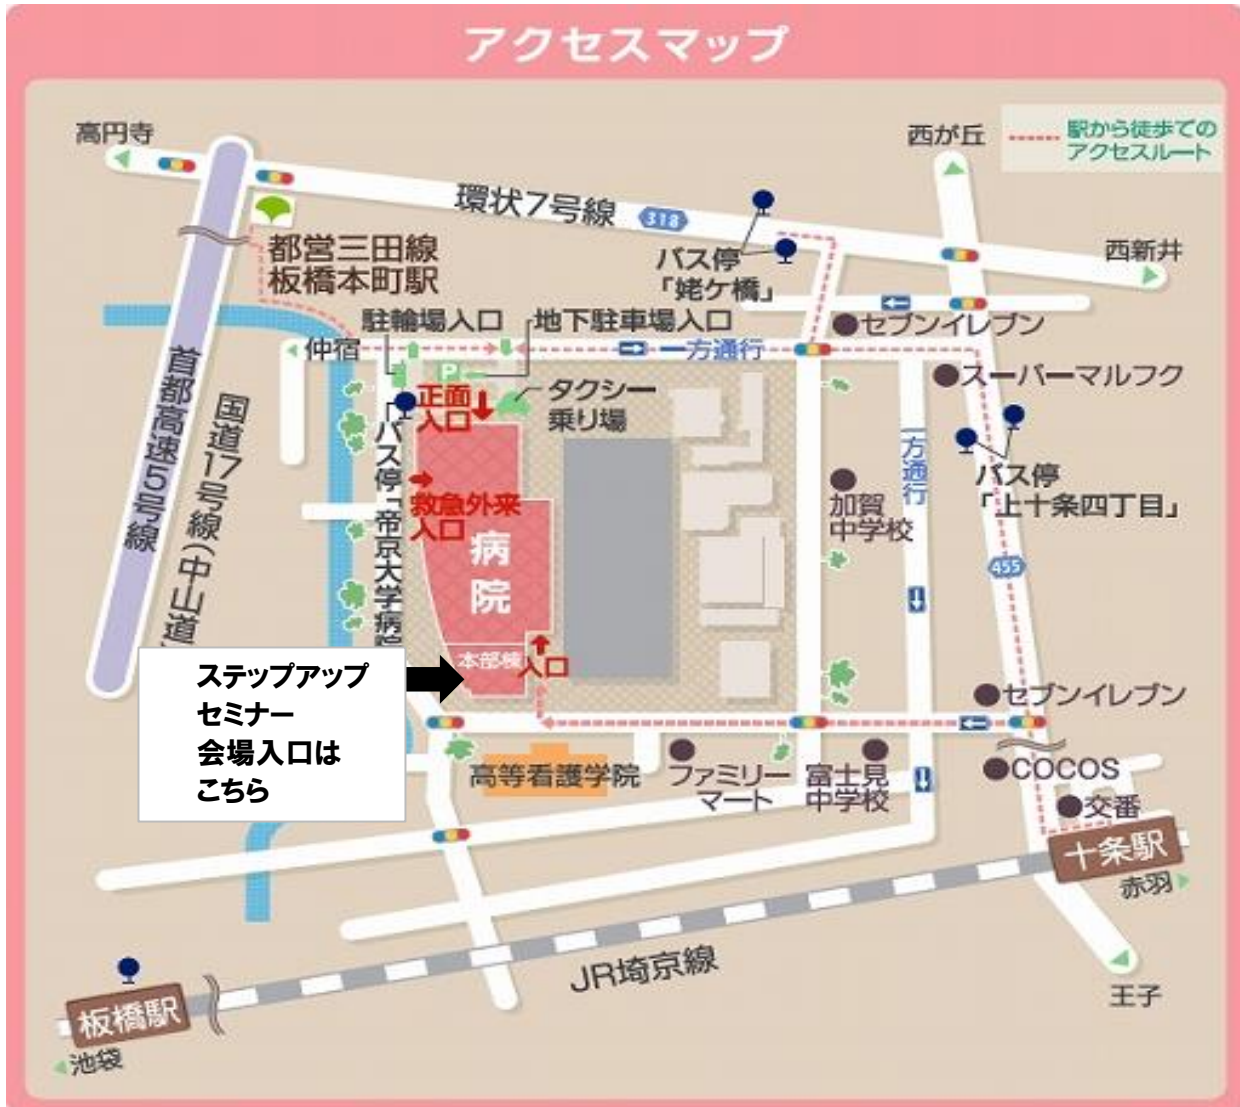 アクセスマップ
高円寺
西が丘
駅から徒歩での
アクセスルート
環状7号線
318
都営三田線
板橋本町駅
バス停
「姥ケ橋」
西新井
駐輪場入口
地下駐車場入口
セブンイレブン
仲宿
一方通行
P
正面
入口
タクシー
乗り場
スーパーマルフク
首都高速5号線
国道17号線(中山道
バス停「帝京大学病院
救急外来
入口
一方通行
バス停
「上十条四丁目」
加賀
中学校
病院
455
本部棟
入口
ステップアップ
セミナー
会場入口は
こちら
セブンイレブン
高等看護学院
ファミリー
マート
富士見
中学校
COCOS
交番
十条駅
赤羽
JR埼京線
王子
板橋駅
池袋